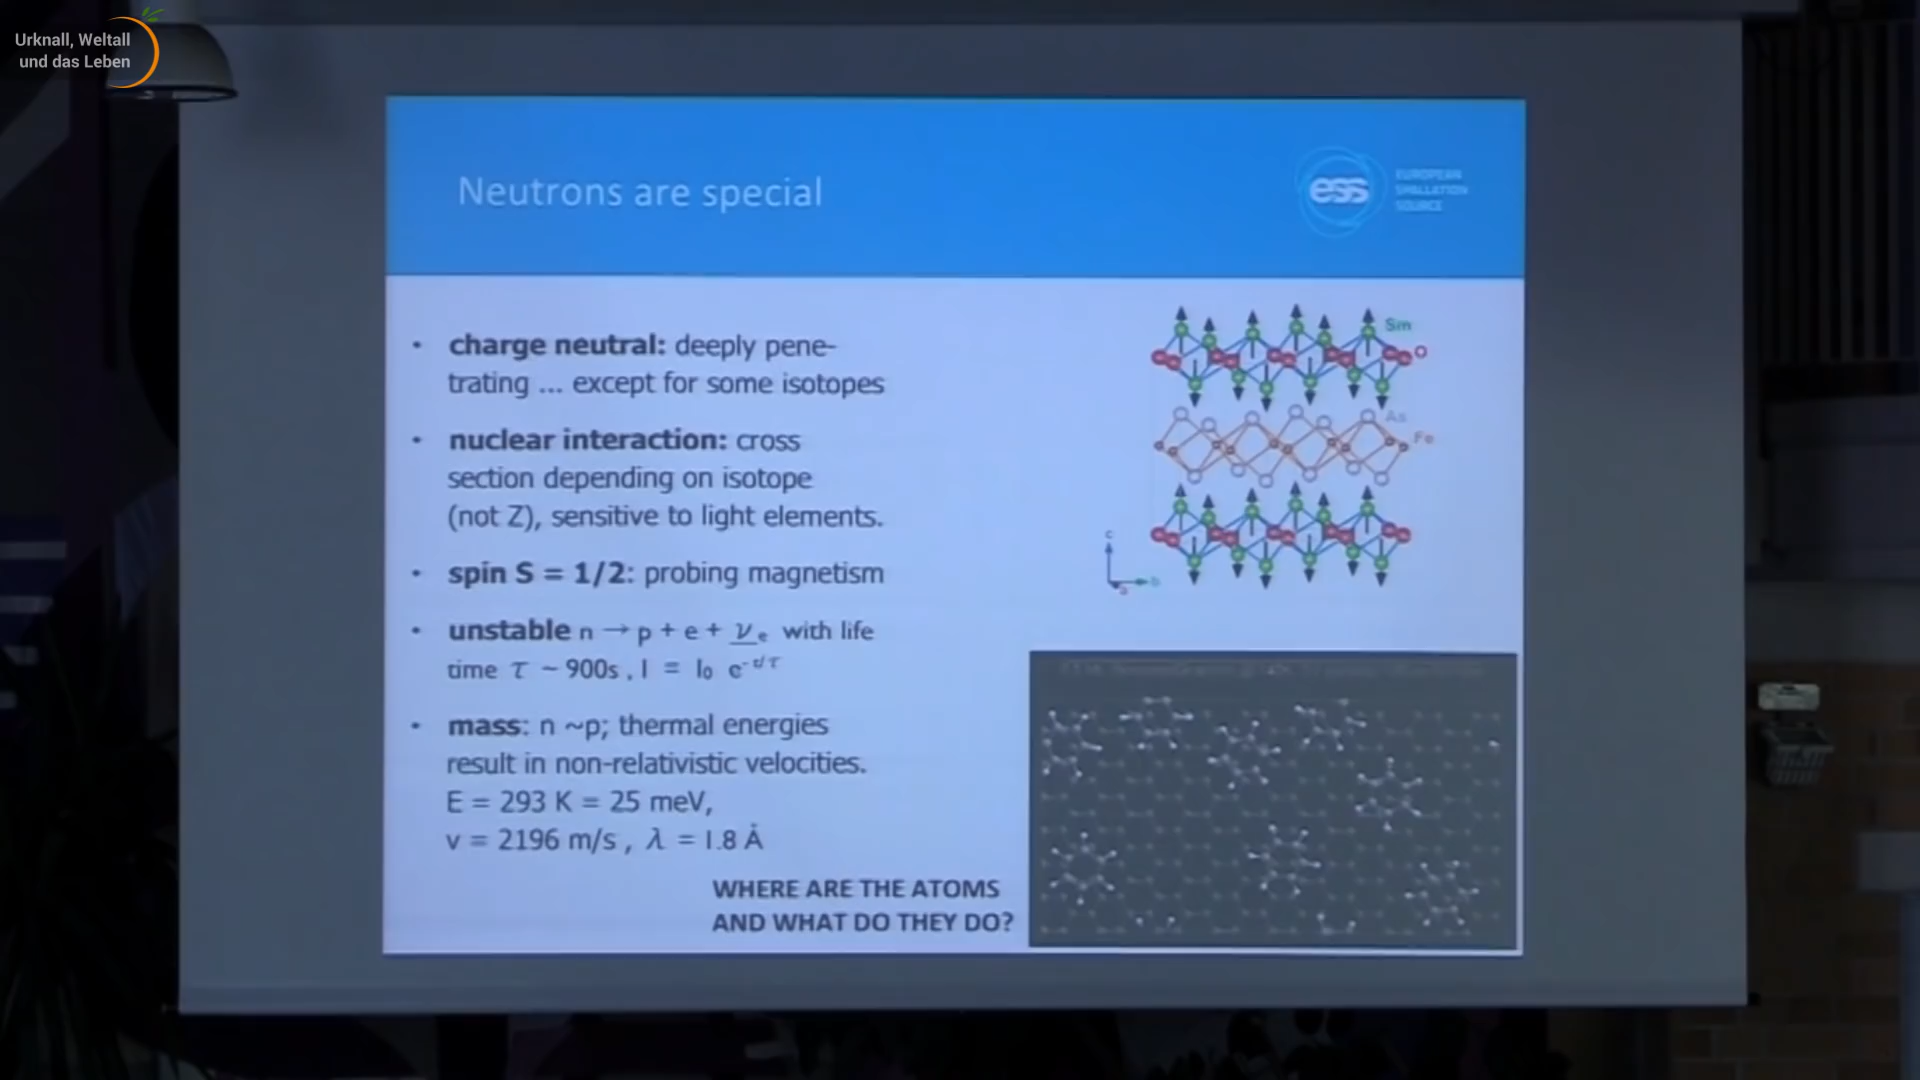 Urknall, Weltall
und das Leben
Neutrons are special
ess
EUROPEAN
SPALLATION
SOURCE
• charge neutral: deeply pene-
trating ... except for some isotopes
• nuclear interaction: cross
section depending on isotope
(not Z), sensitive to light elements.
• spin S = 1/2: probing magnetism
• unstable n → p + e + ν̲e with life
time τ ~ 900s , I = I₀ e^-t/τ
• mass: n ~p; thermal energies
result in non-relativistic velocities.
E = 293 K = 25 meV,
v = 2196 m/s , λ = 1.8 Å
WHERE ARE THE ATOMS
AND WHAT DO THEY DO?
Sm
O
As
Fe
c
b
a